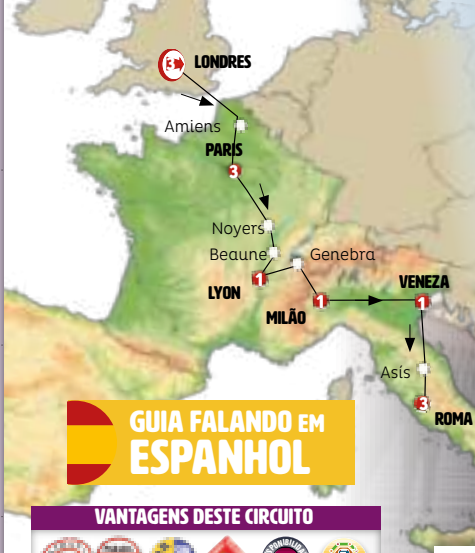 3 LONDRES
Amiens
PARIS
3
Noyers
Beaune
Genebra
1
LYON
1
MILÃO
VENEZA
1
Asís
3
ROMA
GUIA FALANDO EM
ESPANHOL
VANTAGENS DESTE CIRCUITO